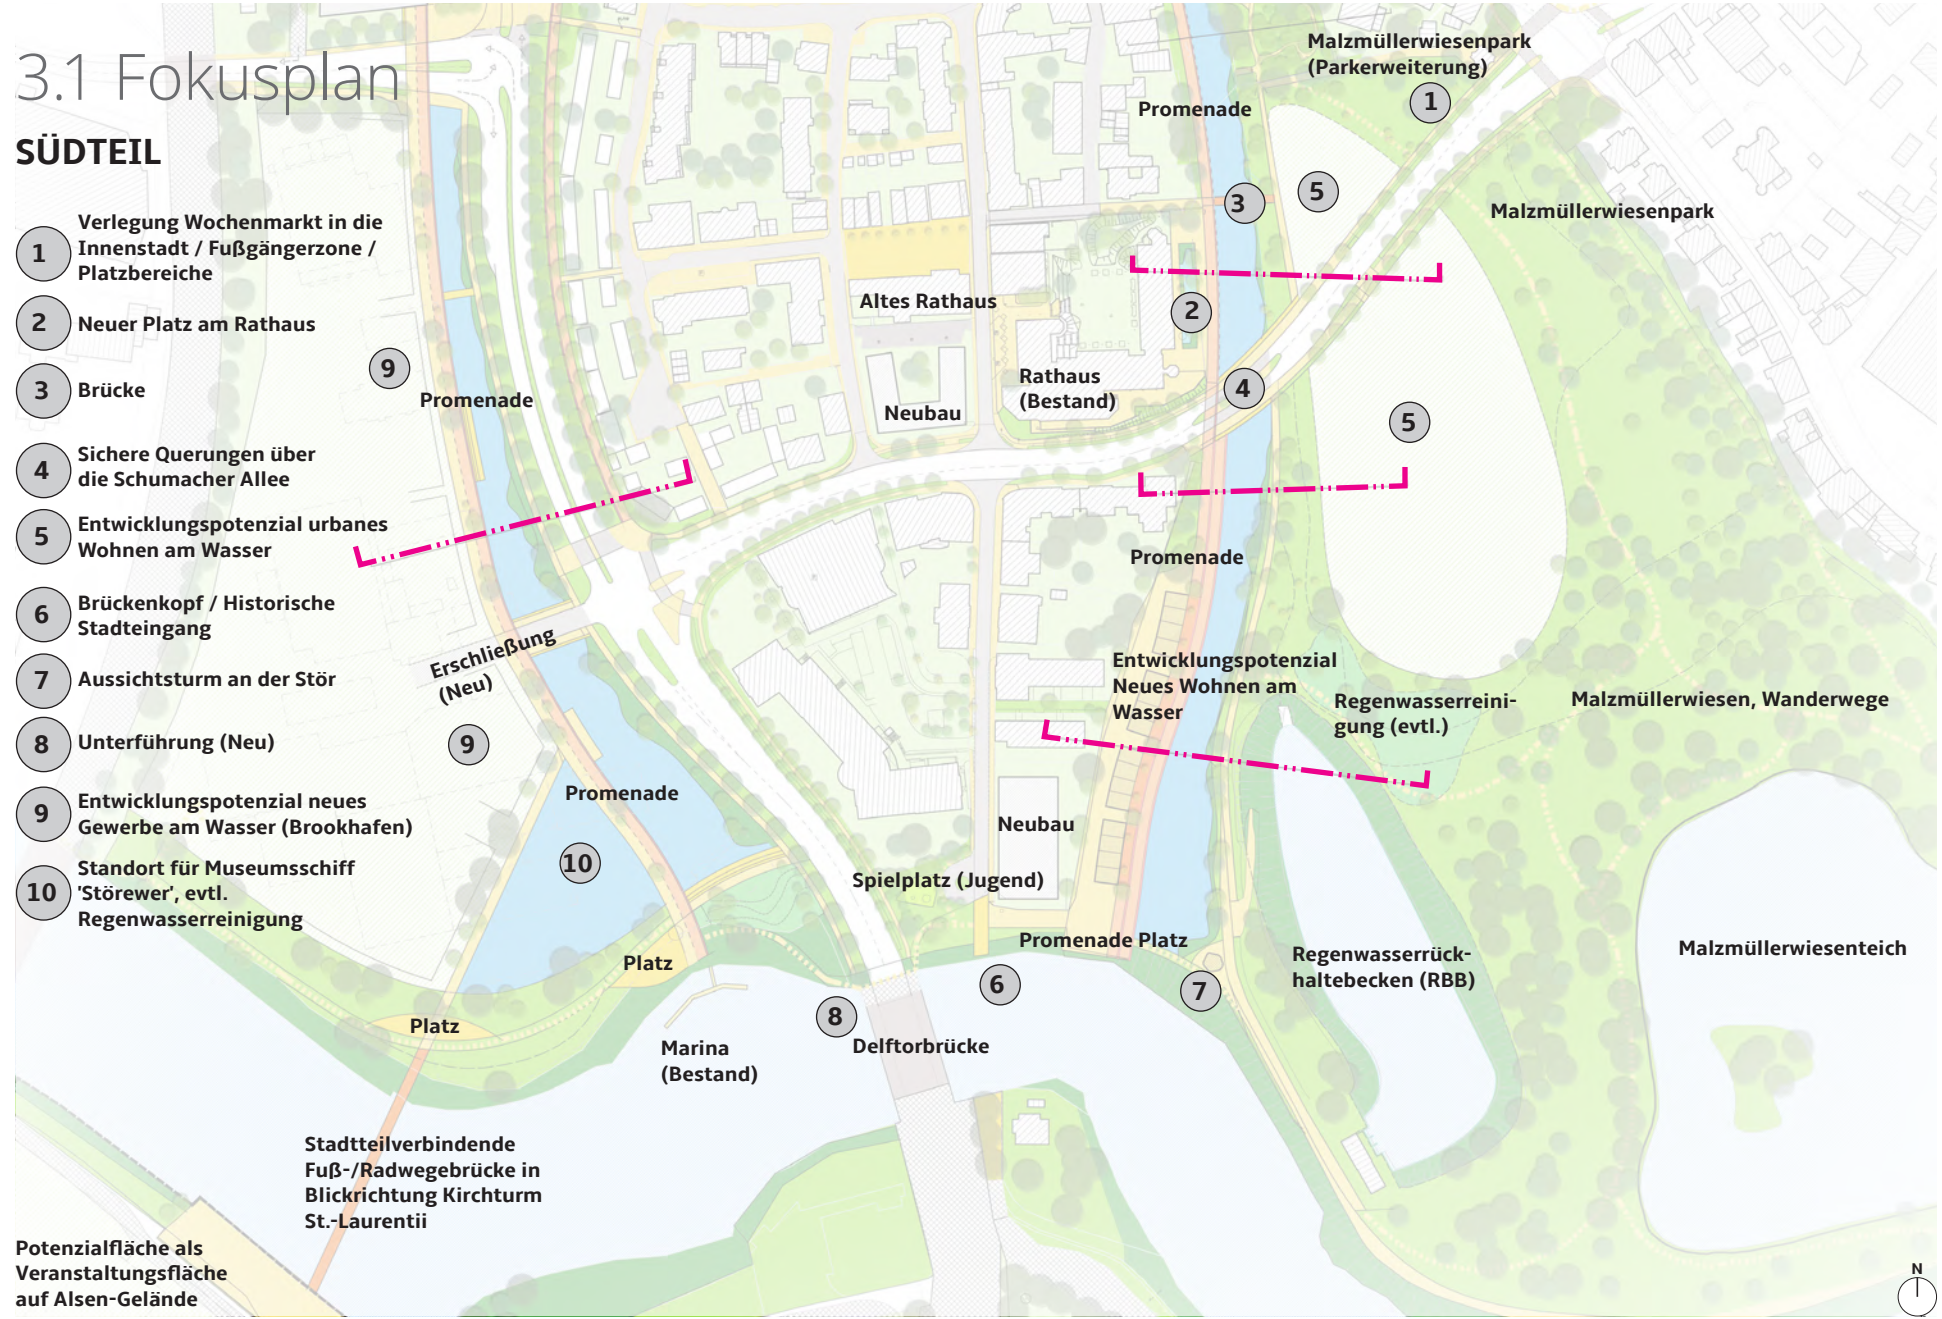 3.1 Fokusplan
SÜDTEIL
1
Verlegung Wochenmarkt in die
Innenstadt / Fußgängerzone /
Platzbereiche
2
Neuer Platz am Rathaus
3
Brücke
4
Sichere Querungen über
die Schumacher Allee
5
Entwicklungspotenzial urbanes
Wohnen am Wasser
6
Brückenkopf / Historische
Stadteingang
7
Aussichtsturm an der Stör
8
Unterführung (Neu)
9
Entwicklungspotenzial neues
Gewerbe am Wasser (Brookhafen)
10
Standort für Museumsschiff
'Störewer', evtl.
Regenwasserreinigung
Malzmüllerwiesenpark
(Parkerweiterung)
1
Promenade
3
5
Malzmüllerwiesenpark
Altes Rathaus
2
9
Promenade
Rathaus
(Bestand)
Neubau
4
5
Promenade
Erschließung
(Neu)
Entwicklungspotenzial
Neues Wohnen am
Wasser
Regenwasserreini-
gung (evtl.)
Malzmüllerwiesen, Wanderwege
9
Promenade
Neubau
10
Spielplatz (Jugend)
Promenade Platz
Platz
Regenwasserrück-
haltebecken (RBB)
Malzmüllerwiesenteich
6
7
8
Platz
Marina
(Bestand)
Delftorbrücke
Stadtteilverbindende
Fuß-/Radwegebrücke in
Blickrichtung Kirchturm
St.-Laurentii
Potenzialfläche als
Veranstaltungsfläche
auf Alsen-Gelände
N